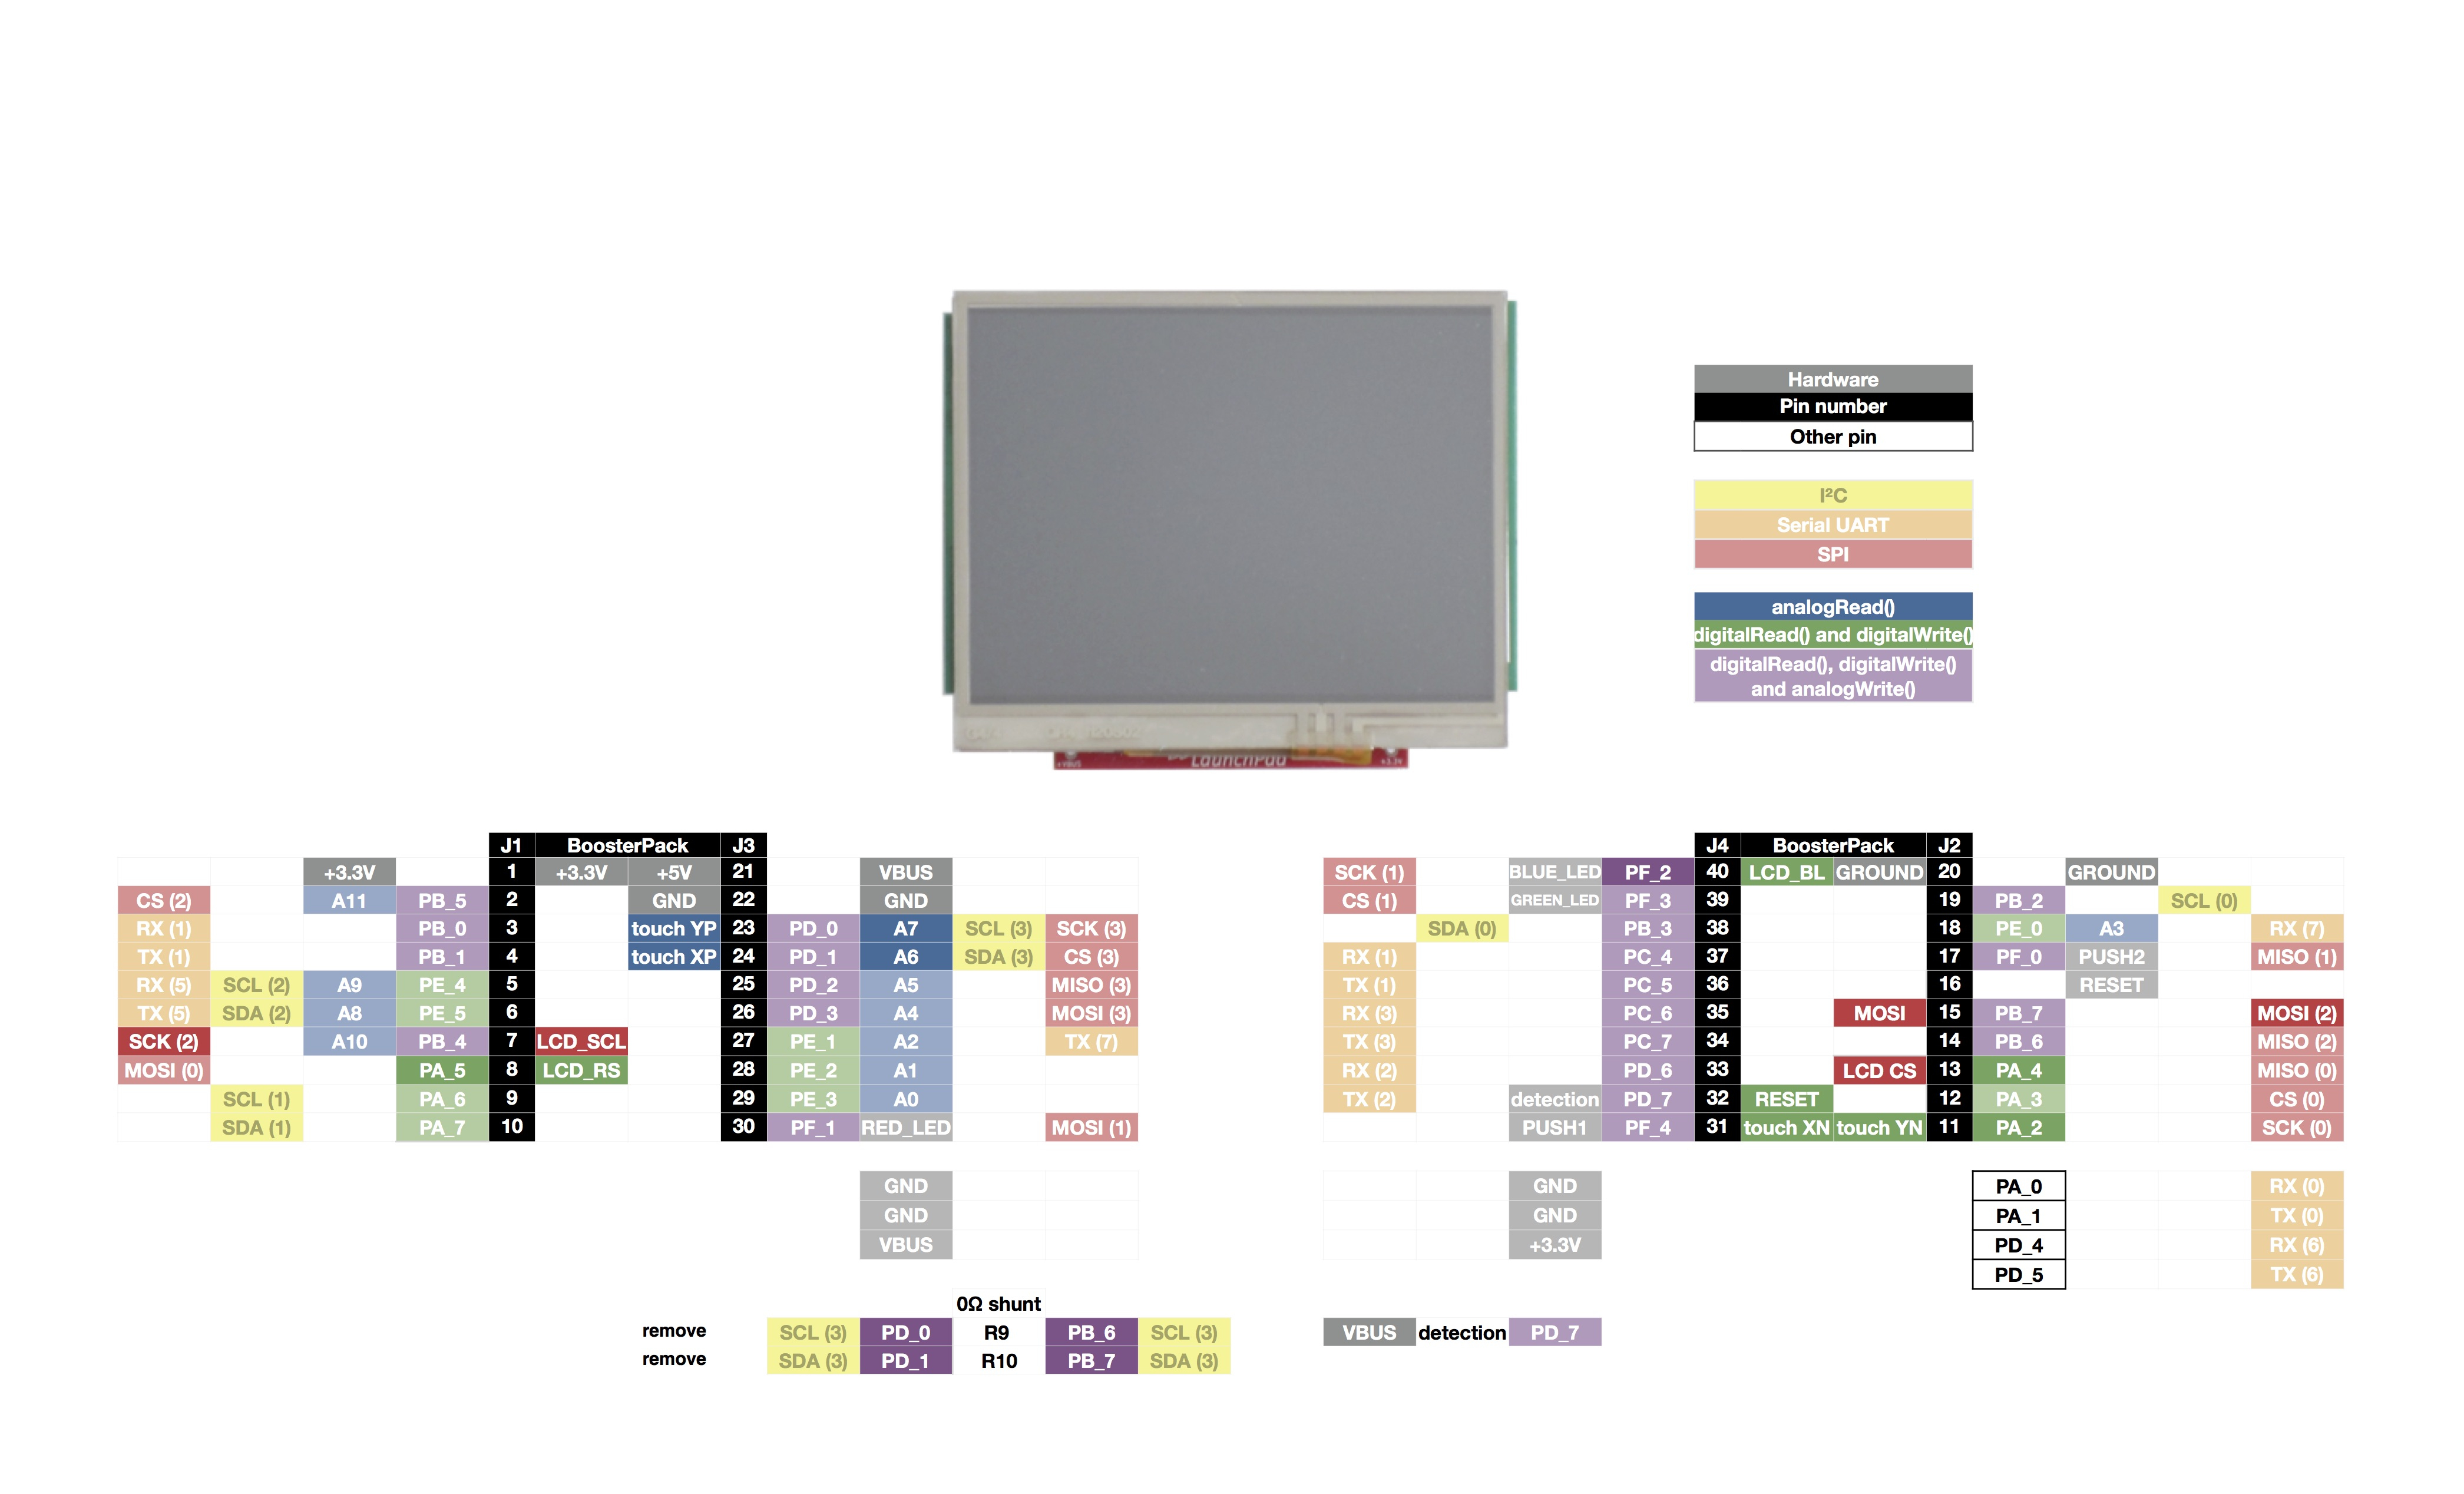 +VBUS LaunchPad +3.3V
Hardware
Pin number
Other pin
I²C
Serial UART
SPI
analogRead()
digitalRead() and digitalWrite()
digitalRead(), digitalWrite()
and analogWrite()
J1 BoosterPack J3
+3.3V 1 +3.3V +5V 21 VBUS
CS (2) A11 PB_5 2 GND 22 GND
RX (1) PB_0 3 touch YP 23 PD_0 A7 SCL (3) SCK (3)
TX (1) PB_1 4 touch XP 24 PD_1 A6 SDA (3) CS (3)
RX (5) SCL (2) A9 PE_4 5 25 PD_2 A5 MISO (3)
TX (5) SDA (2) A8 PE_5 6 26 PD_3 A4 MOSI (3)
SCK (2) A10 PB_4 7 LCD_SCL 27 PE_1 A2 TX (7)
MOSI (0) PA_5 8 LCD_RS 28 PE_2 A1
SCL (1) PA_6 9 29 PE_3 A0
SDA (1) PA_7 10 30 PF_1 RED_LED MOSI (1)
GND
GND
VBUS
0Ω shunt
remove SCL (3) PD_0 R9 PB_6 SCL (3)
remove SDA (3) PD_1 R10 PB_7 SDA (3)
J4 BoosterPack J2
SCK (1) BLUE_LED PF_2 40 LCD_BL GROUND 20 GROUND
CS (1) GREEN_LED PF_3 39 19 PB_2 SCL (0)
SDA (0) PB_3 38 18 PE_0 A3 RX (7)
RX (1) PC_4 37 17 PF_0 PUSH2 MISO (1)
TX (1) PC_5 36 16 RESET
RX (3) PC_6 35 MOSI 15 PB_7 MOSI (2)
TX (3) PC_7 34 14 PB_6 MISO (2)
RX (2) PD_6 33 LCD CS 13 PA_4 MISO (0)
TX (2) detection PD_7 32 RESET 12 PA_3 CS (0)
PUSH1 PF_4 31 touch XN touch YN 11 PA_2 SCK (0)
GND PA_0 RX (0)
GND PA_1 TX (0)
+3.3V PD_4 RX (6)
PD_5 TX (6)
VBUS detection PD_7